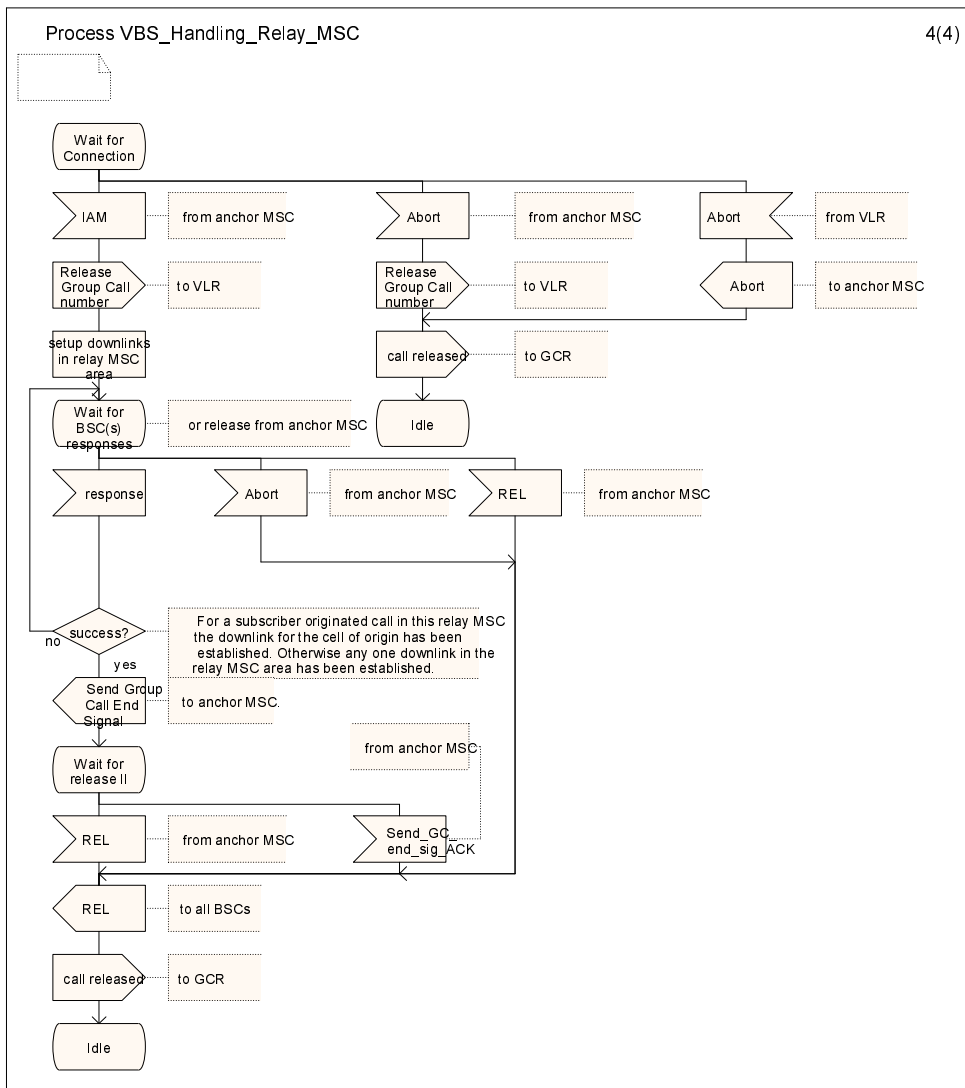 Process VBS_Handling_Relay_MSC
4(4)
Wait for
Connection
IAM
from anchor MSC
Abort
from anchor MSC
Abort
from VLR
Release
Group Call
number
to VLR
Release
Group Call
number
to VLR
Abort
to anchor MSC
setup downlinks
in relay MSC
area
call released
to GCR
Wait for
BSC(s)
responses
or release from anchor MSC
Idle
response
Abort
from anchor MSC
REL
from anchor MSC
success?
no
yes
For a subscriber originated call in this relay MSC
the downlink for the cell of origin has been
established. Otherwise any one downlink in the
relay MSC area has been established.
Send Group
Call End
Signal
to anchor MSC.
from anchor MSC
Wait for
release II
REL
from anchor MSC
Send_GC_
end_sig_ACK
REL
to all BSCs
call released
to GCR
Idle